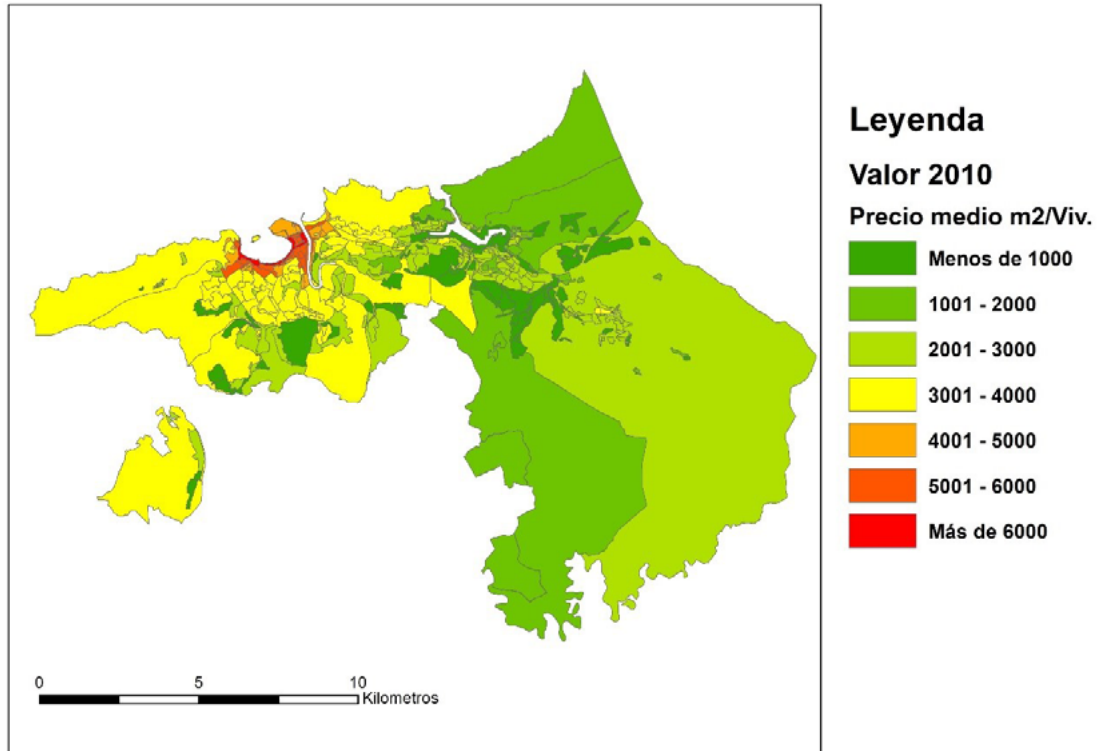 Leyenda
Valor 2010
Precio medio m2/Viv.
Menos de 1000
1001 - 2000
2001 - 3000
3001 - 4000
4001 - 5000
5001 - 6000
Más de 6000
0 5 10
Kilometros